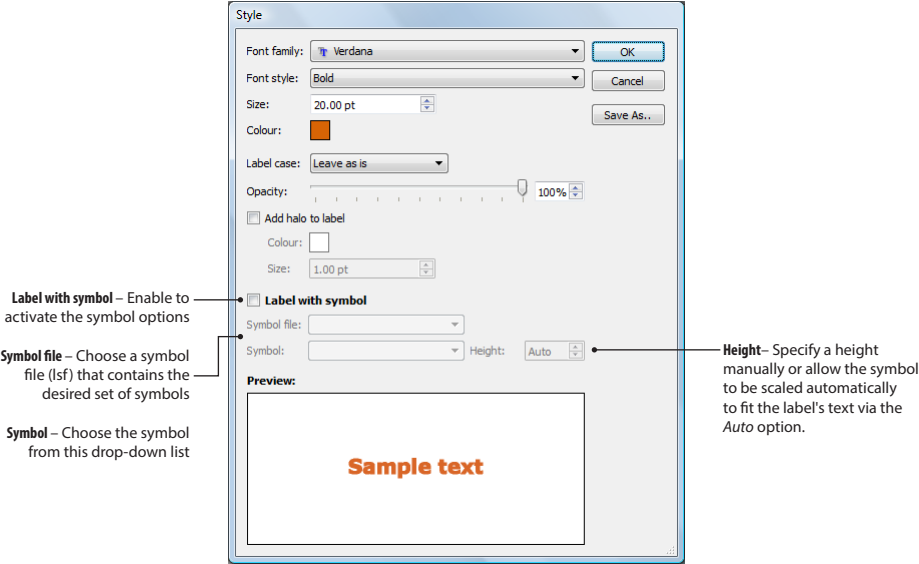 Style
Font family: Verdana
OK
Font style: Bold
Cancel
Size: 20.00 pt
Save As..
Colour:
Label case: Leave as is
Opacity: 100%
Add halo to label
Colour:
Size: 1.00 pt
Label with symbol
Symbol file:
Symbol: Height: Auto
Preview:
Sample text
Label with symbol – Enable to
activate the symbol options
Symbol file – Choose a symbol
file (lsf) that contains the
desired set of symbols
Symbol – Choose the symbol
from this drop-down list
Height– Specify a height
manually or allow the symbol
to be scaled automatically
to fit the label's text via the
Auto option.